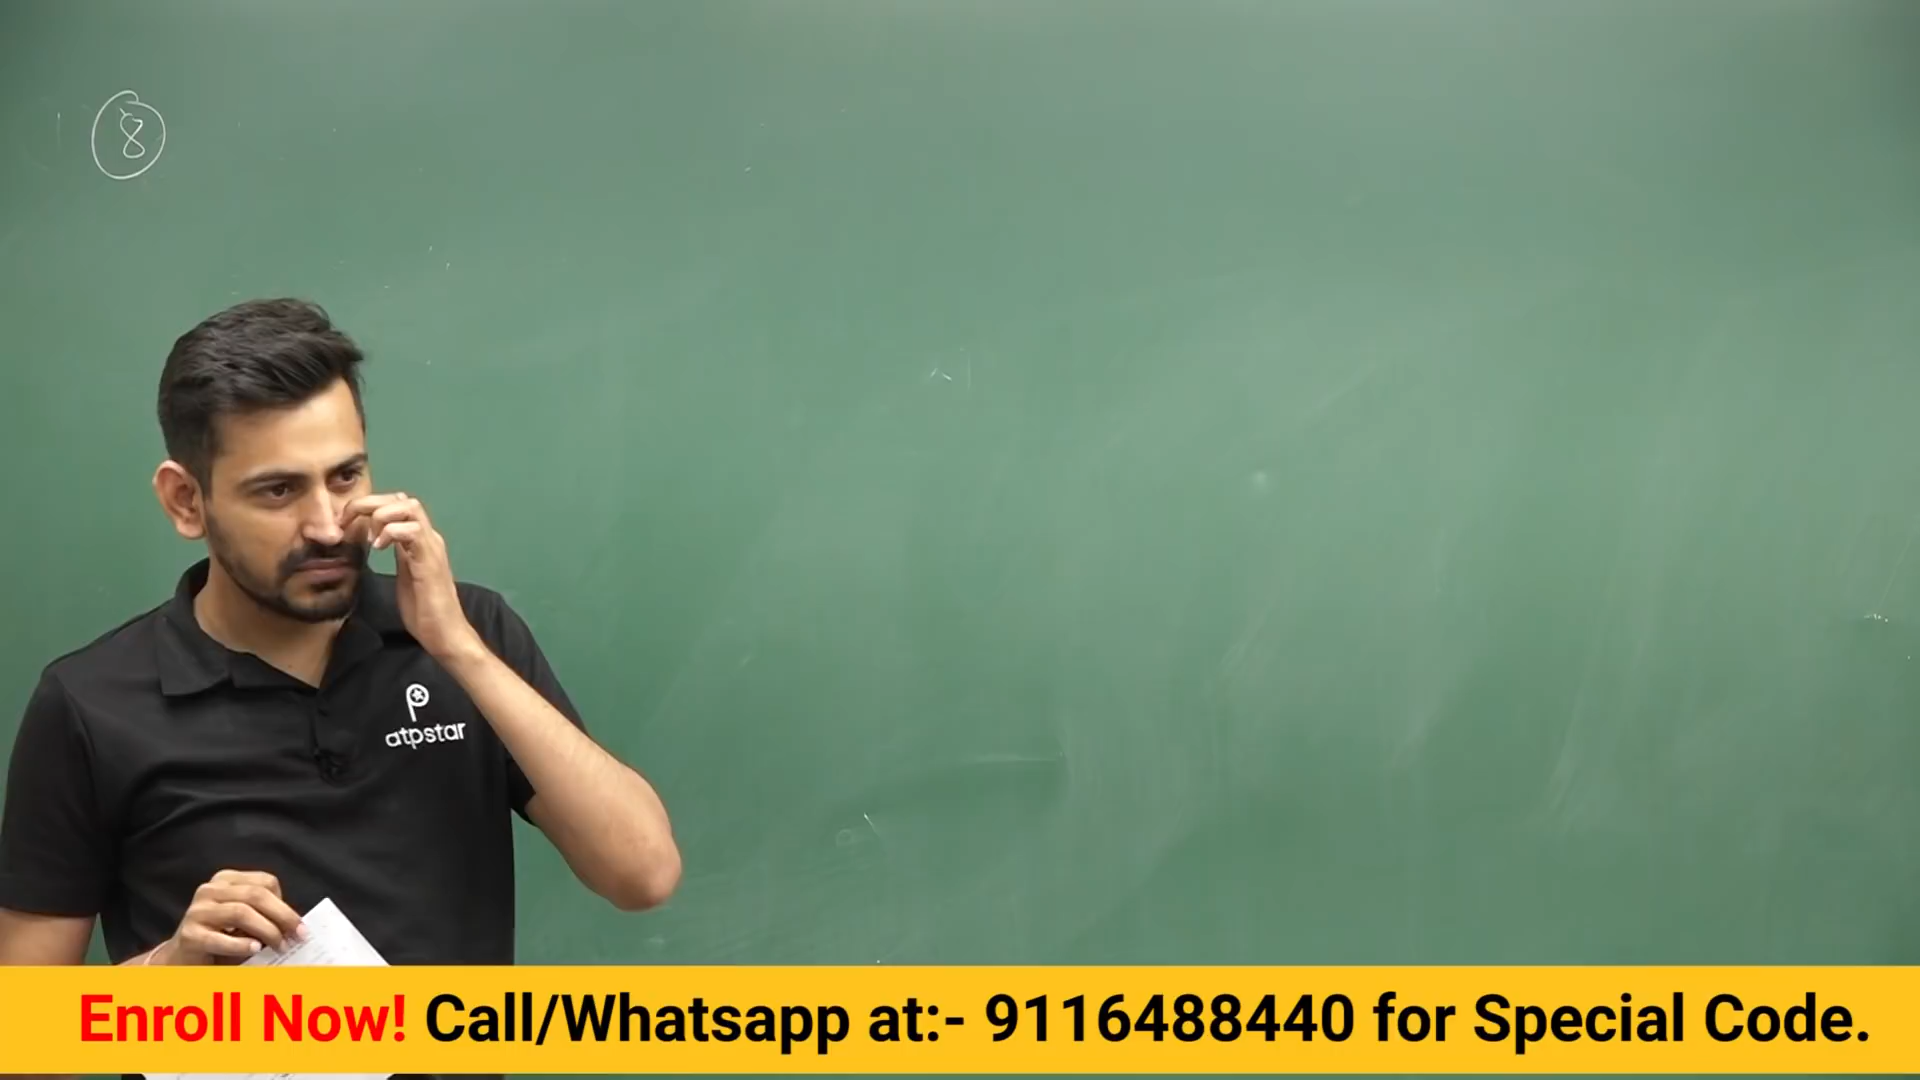 8
atpstar
Enroll Now! Call/Whatsapp at:- 9116488440 for Special Code.